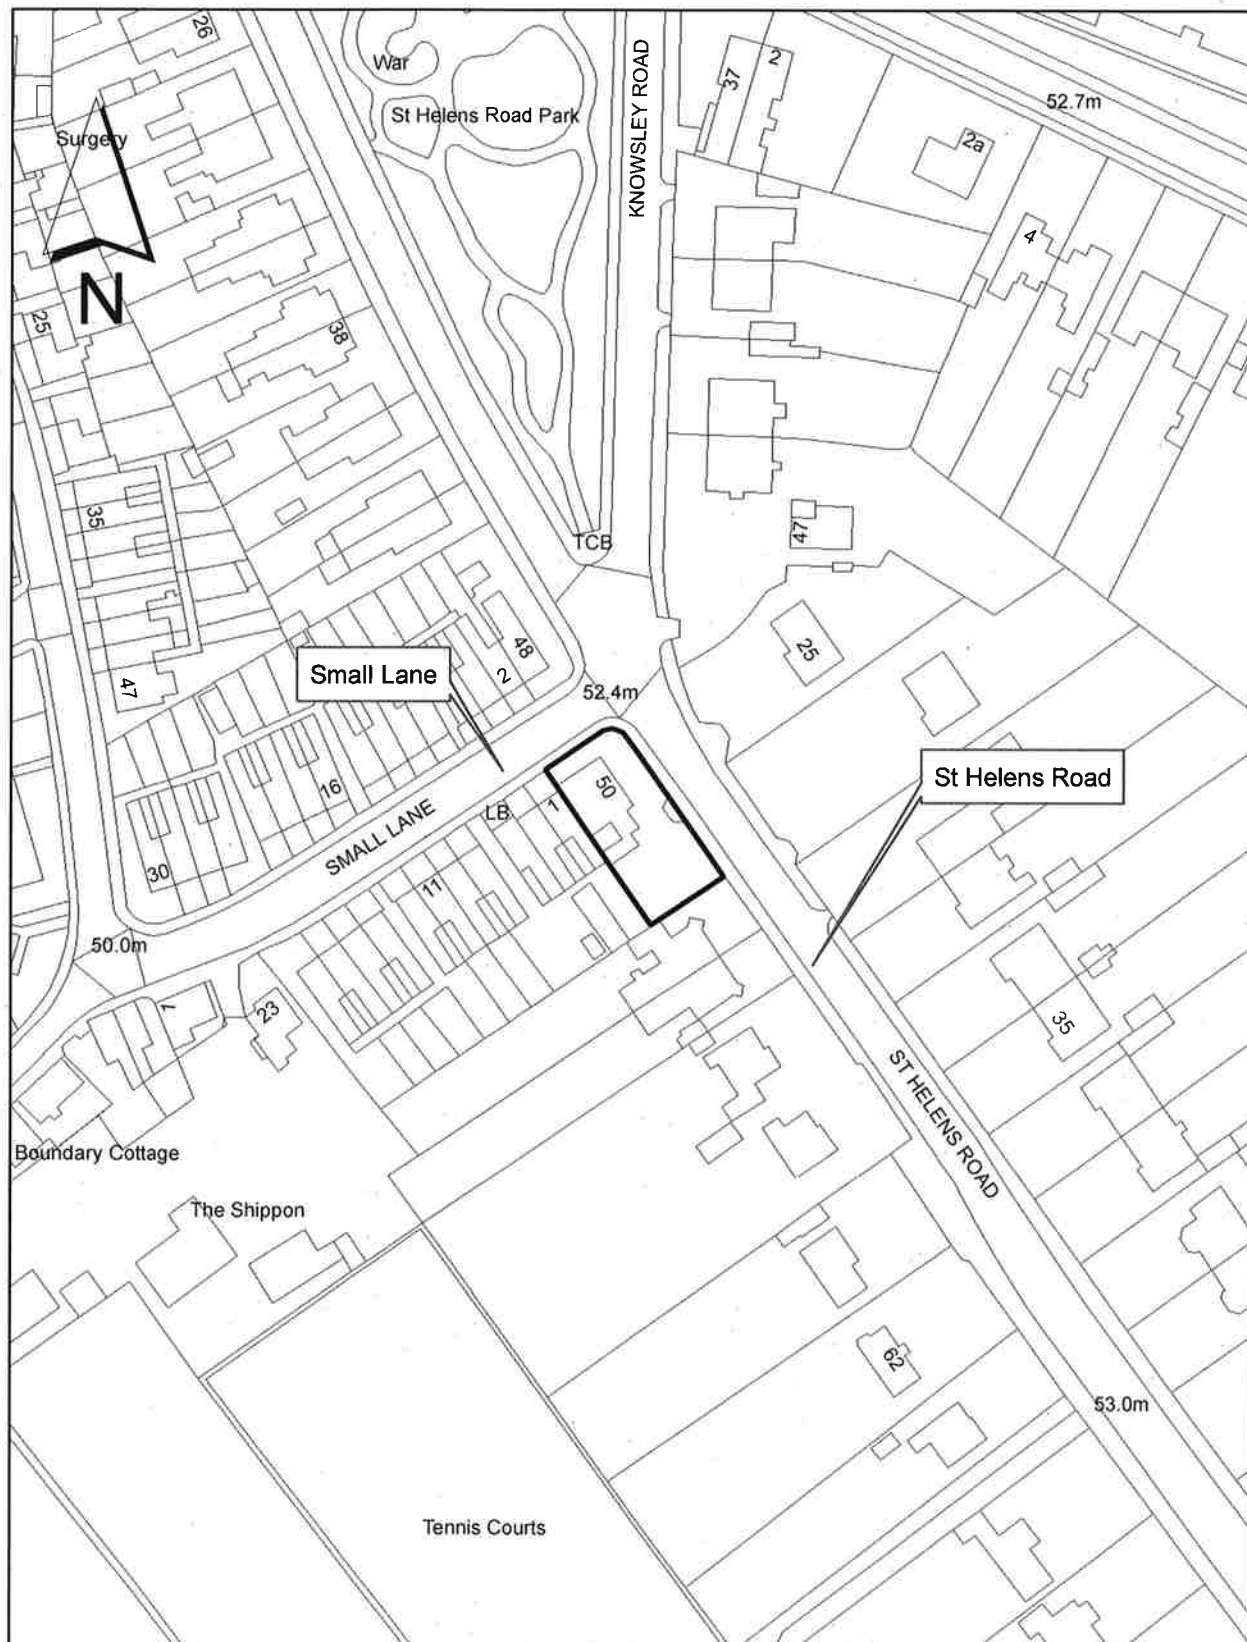 26
War
KNOWSLEY ROAD
37
2
52.7m
St Helens Road Park
Surgery
2a
4
N
25
38
35
TCB
47
25
48
2
Small Lane
52.4m
47
St Helens Road
50
16
LB
1
SMALL LANE
30
11
50.0m
23
35
ST HELENS ROAD
Boundary Cottage
The Shippon
62
53.0m
Tennis Courts